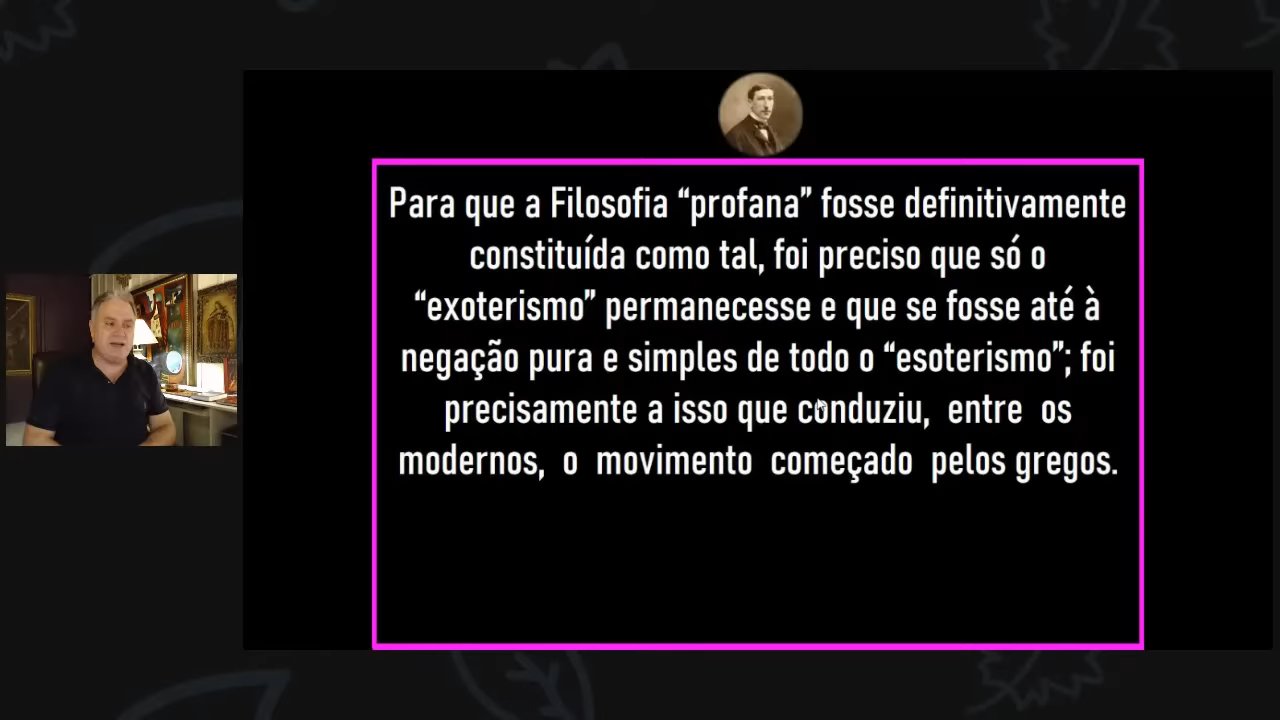 Para que a Filosofia “profana” fosse definitivamente
constituída como tal, foi preciso que só o
“exoterismo” permanecesse e que se fosse até à
negação pura e simples de todo o “esoterismo”; foi
precisamente a isso que conduziu, entre os
modernos, o movimento começado pelos gregos.